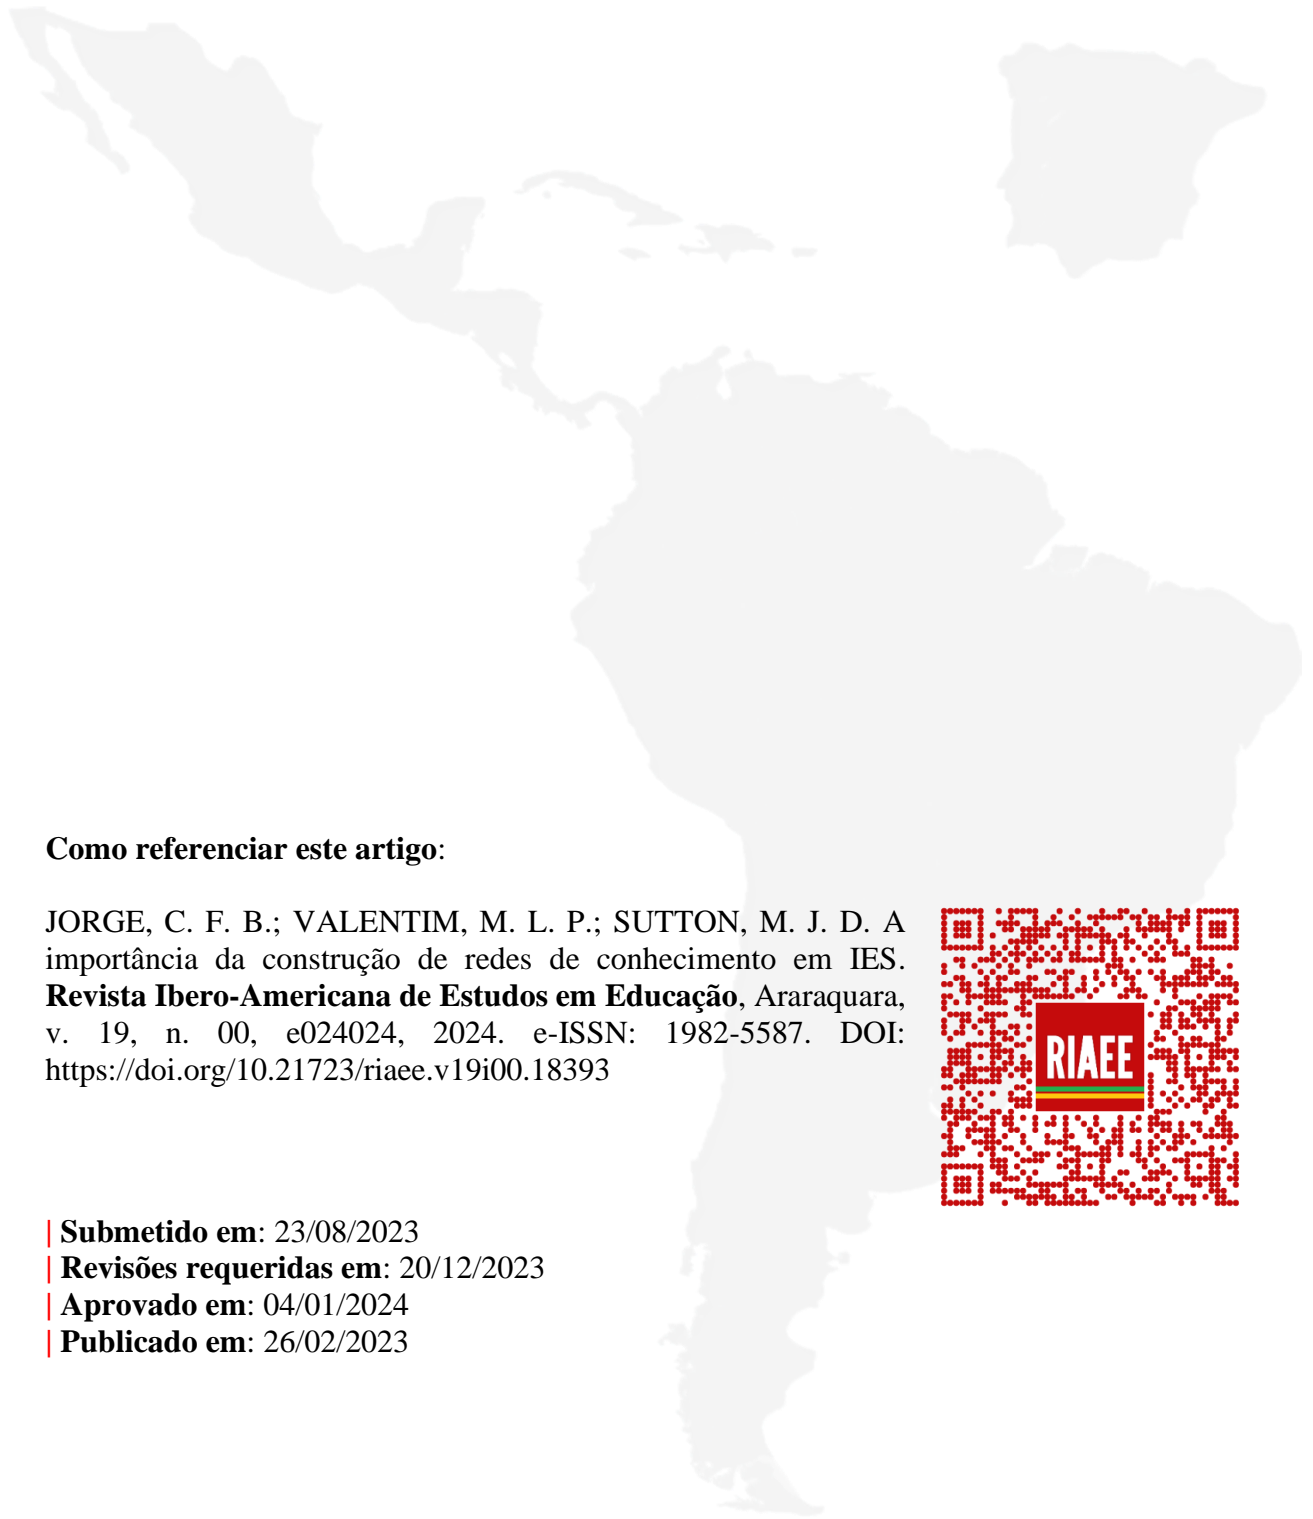 Como referenciar este artigo:
JORGE, C. F. B.; VALENTIM, M. L. P.; SUTTON, M. J. D. A
importância da construção de redes de conhecimento em IES.
Revista Ibero-Americana de Estudos em Educação, Araraquara,
v. 19, n. 00, e024024, 2024. e-ISSN: 1982-5587. DOI:
https://doi.org/10.21723/riaee.v19i00.18393
RIAEE
| Submetido em: 23/08/2023
| Revisões requeridas em: 20/12/2023
| Aprovado em: 04/01/2024
| Publicado em: 26/02/2023